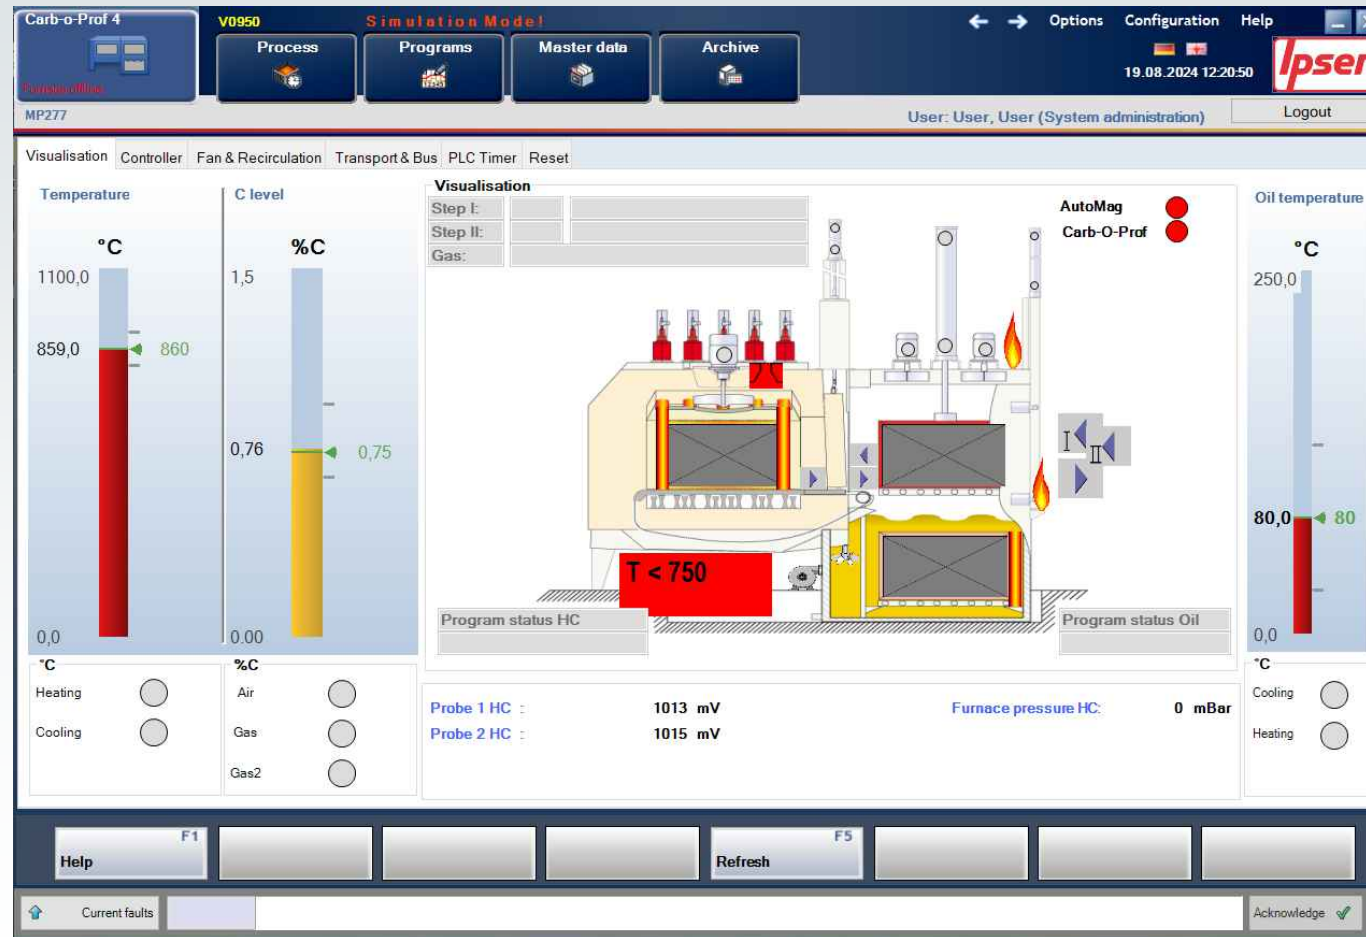 Carb-o-Prof 4
V0950
Simulation Mode!
Options Configuration Help
Process
Programs
Master data
Archive
19.08.2024 12:20:50
Ipsen
MP277
User: User, User (System administration)
Logout
Visualisation Controller Fan & Recirculation Transport & Bus PLC Timer Reset
Temperature
°C
1100,0
859,0
860
0,0
C level
%C
1,5
0,76
0,75
0.00
Visualisation
Step I:
Step II:
Gas:
AutoMag
Carb-O-Prof
I
II
T < 750
Program status HC
Program status Oil
Oil temperature
°C
250,0
80,0
80
0,0
°C
Heating
Cooling
%C
Air
Gas
Gas2
Probe 1 HC : 1013 mV
Probe 2 HC : 1015 mV
Furnace pressure HC: 0 mBar
°C
Cooling
Heating
F1
Help
F5
Refresh
Current faults
Acknowledge